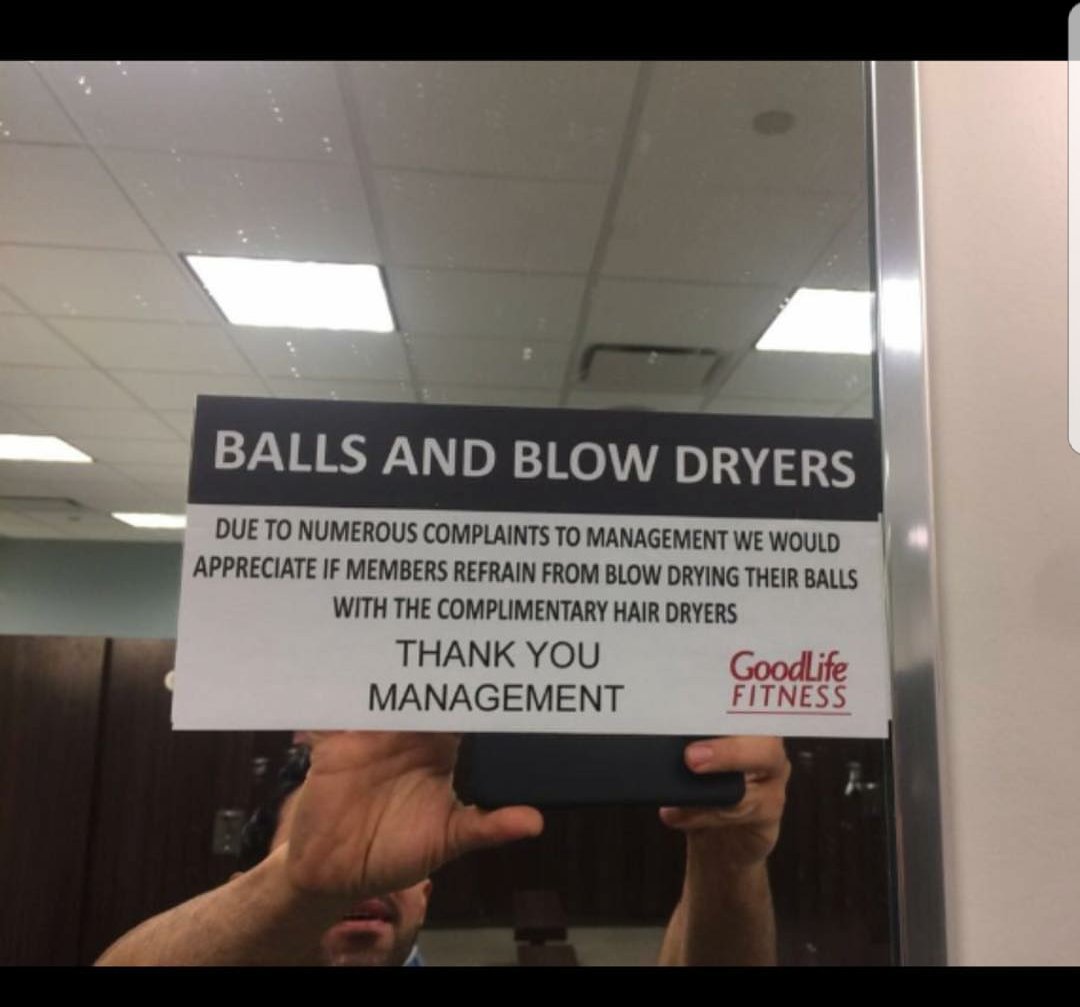 BALLS AND BLOW DRYERS
DUE TO NUMEROUS COMPLAINTS TO MANAGEMENT WE WOULD
APPRECIATE IF MEMBERS REFRAIN FROM BLOW DRYING THEIR BALLS
WITH THE COMPLIMENTARY HAIR DRYERS
THANK YOU
MANAGEMENT
GoodLife
FITNESS